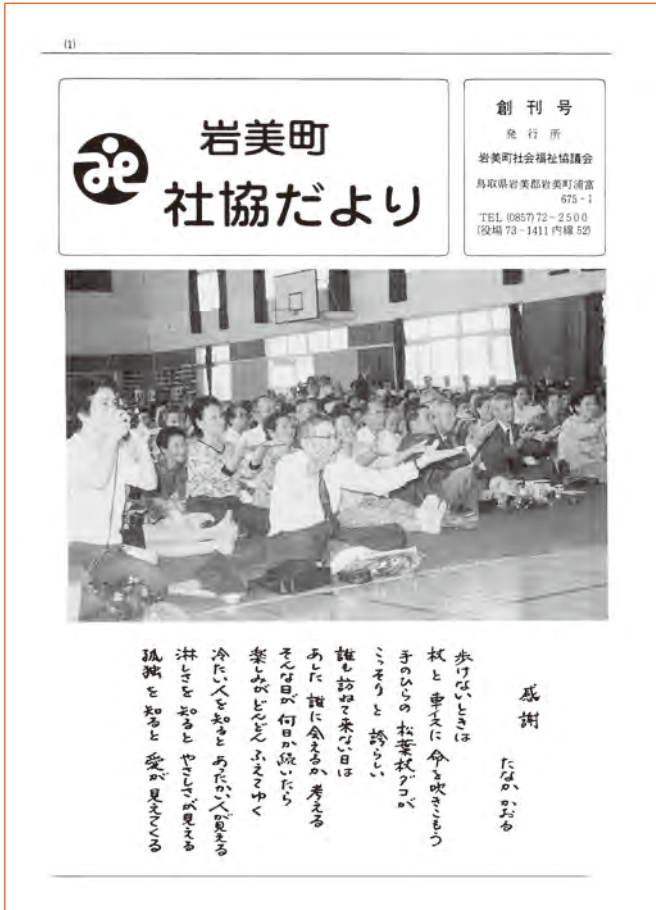 (1)
岩美町
社協だより
創刊号
発行所
岩美町社会福祉協議会
鳥取県岩美郡岩美町浦富
675-1
TEL (0857)72-2500
(役場73-1411内線52)
感謝
たなか かおる
歩けないときは
杖と車イスに命を吹きこもう
手のひらの松葉杖ダコが
こっそりと誇らしい
誰も訪ねて来ない日は
あした誰に会えるか考える
そんな日が何日か続いたら
楽しみがどんどんふえてゆく
冷たい人を知るとあったかい人が見える
淋しさを知るとやさしさが見える
孤独を知ると愛が見えてくる